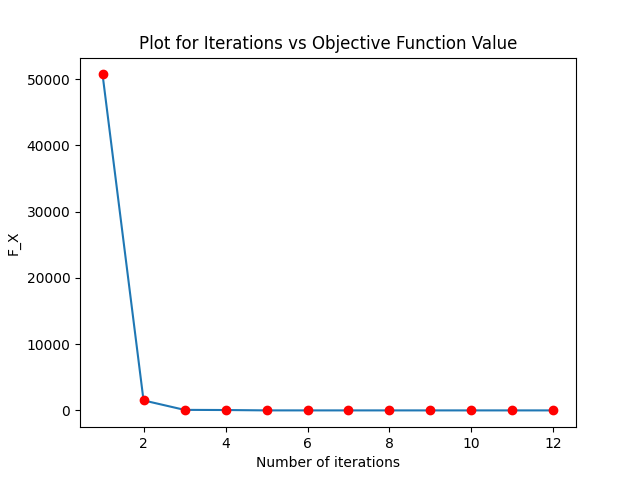 Plot for Iterations vs Objective Function Value
50000
40000
30000
20000
10000
0
F_X
2 4 6 8 10 12
Number of iterations